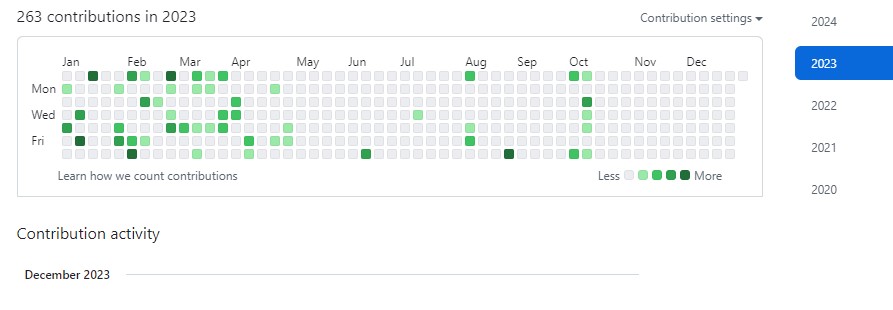 263 contributions in 2023
Contribution settings
2024
Jan Feb Mar Apr May Jun Jul Aug Sep Oct Nov Dec
2023
Mon
2022
Wed
Fri
2021
Learn how we count contributions
Less More
2020
Contribution activity
December 2023